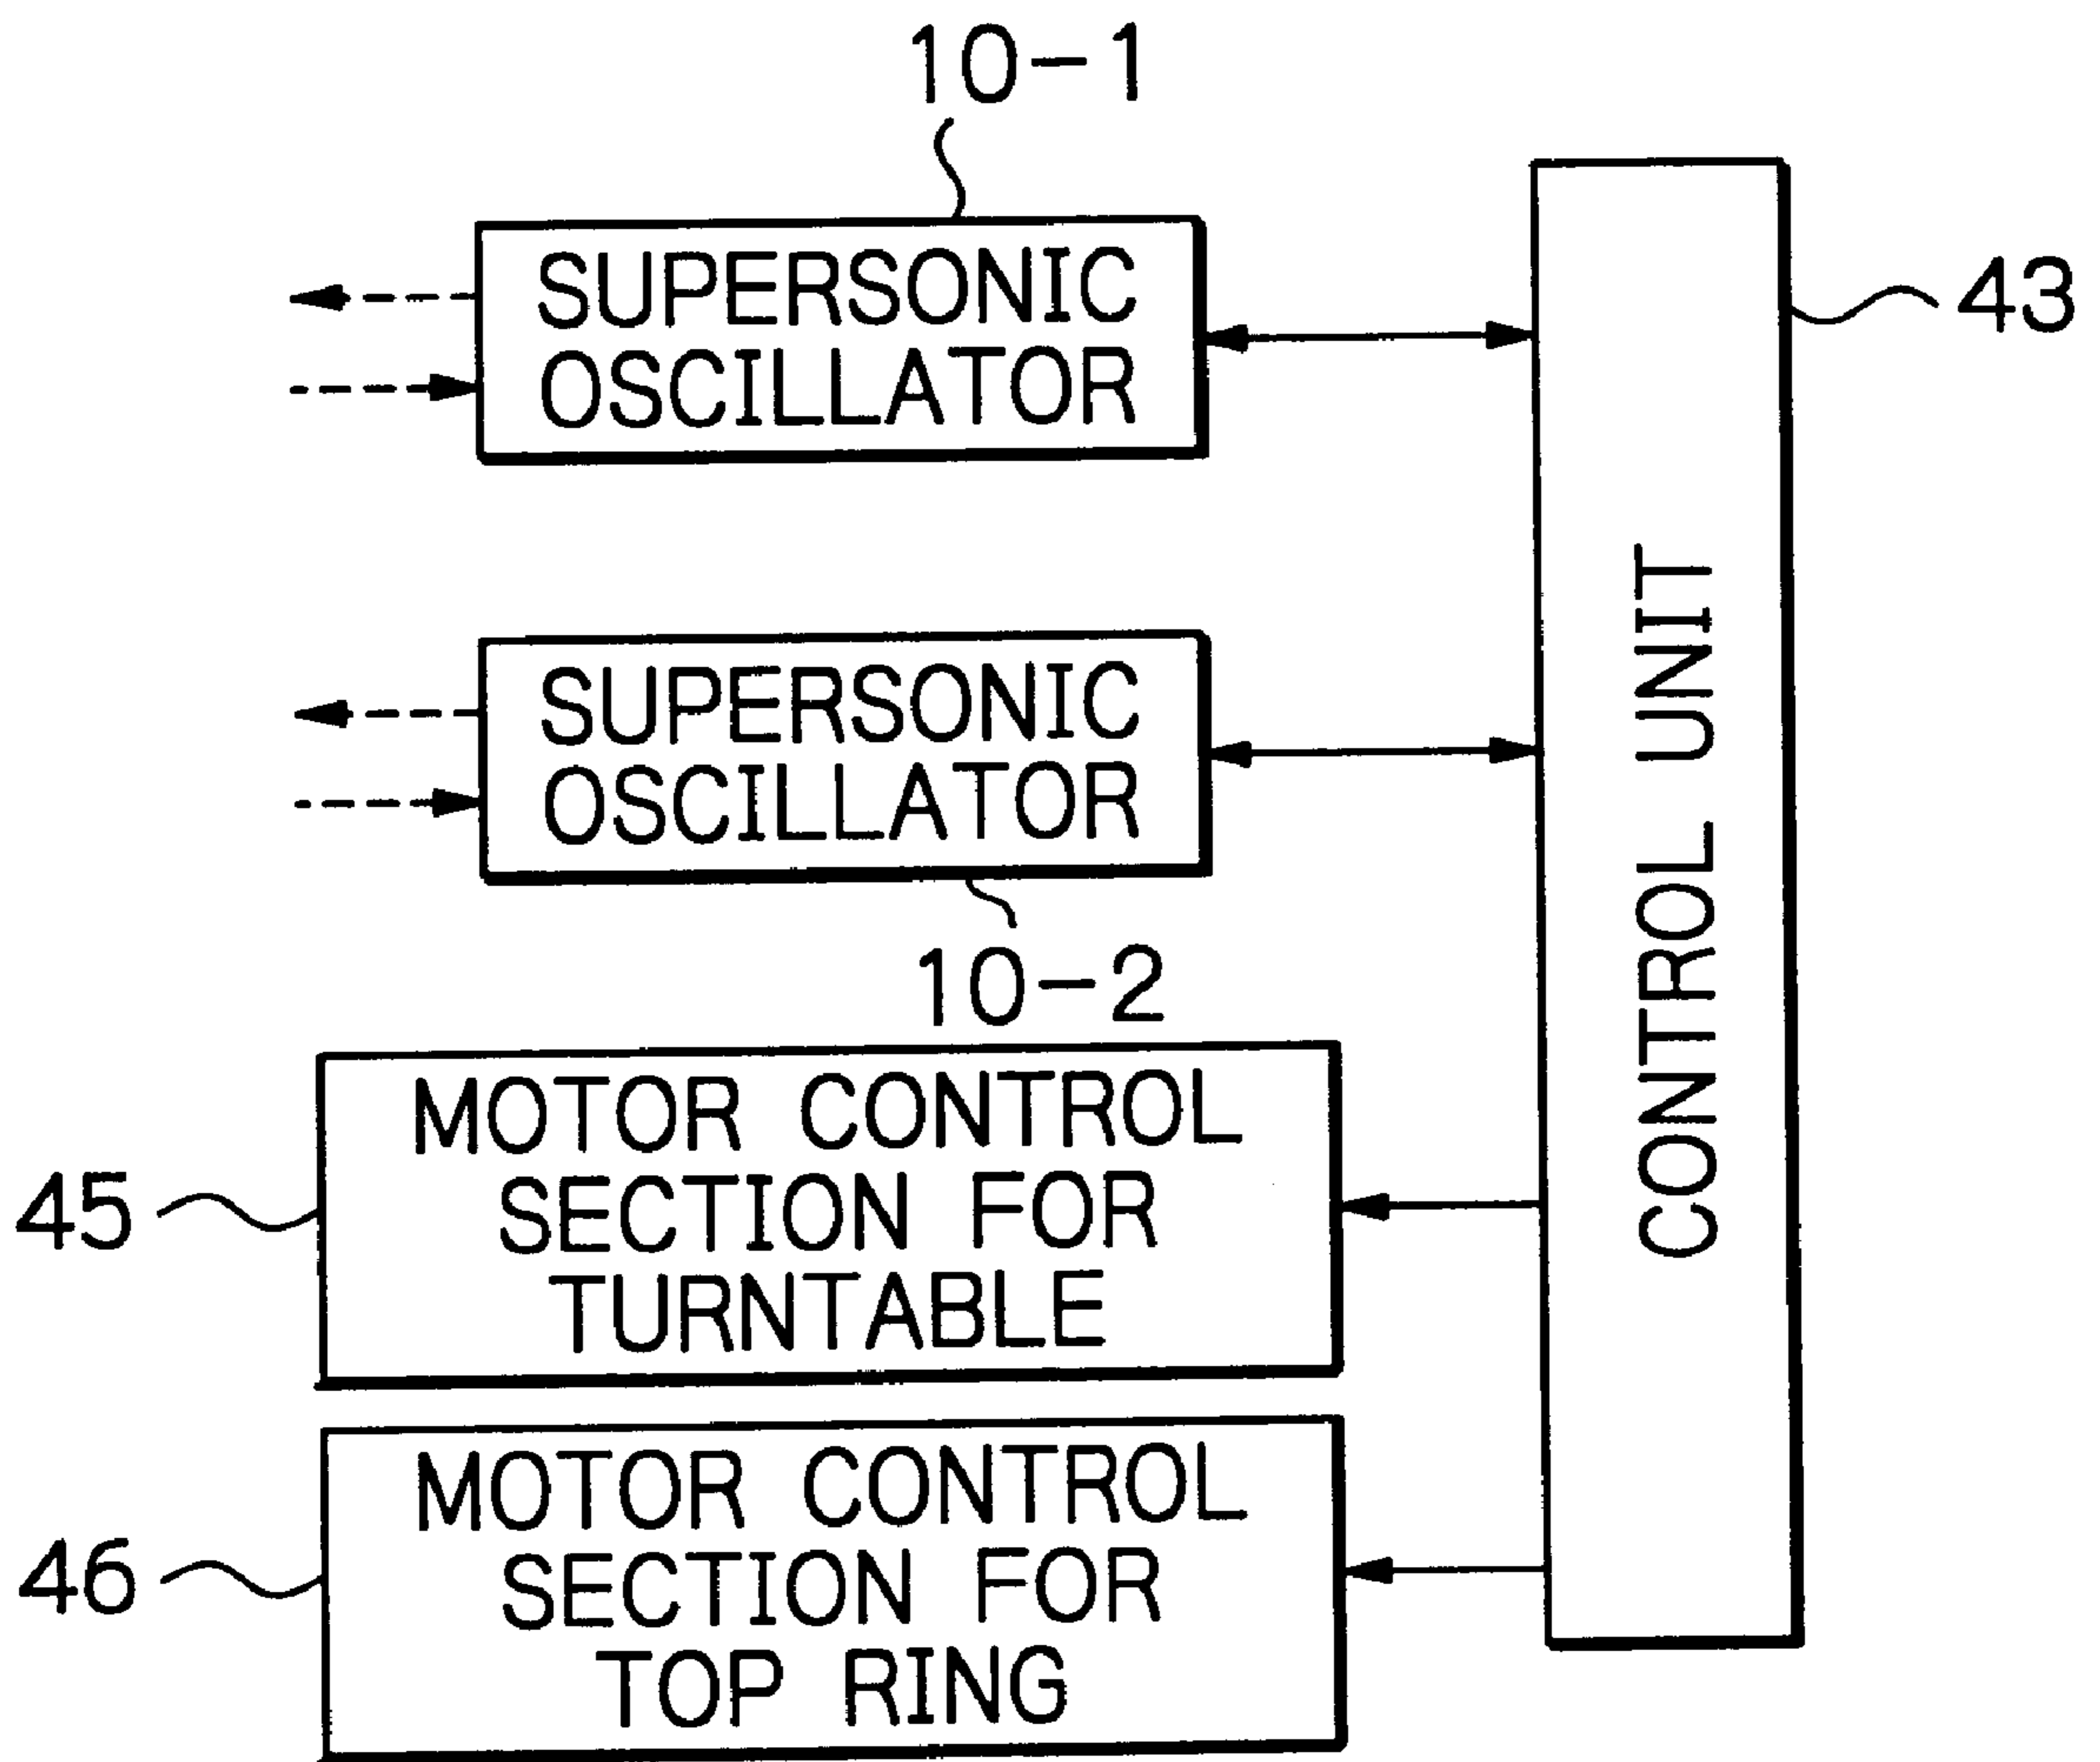 10-1
SUPERSONIC
OSCILLATOR
43
SUPERSONIC
OSCILLATOR
10-2
CONTROL UNIT
MOTOR CONTROL
SECTION FOR
TURNTABLE
45
MOTOR CONTROL
SECTION FOR
TOP RING
46